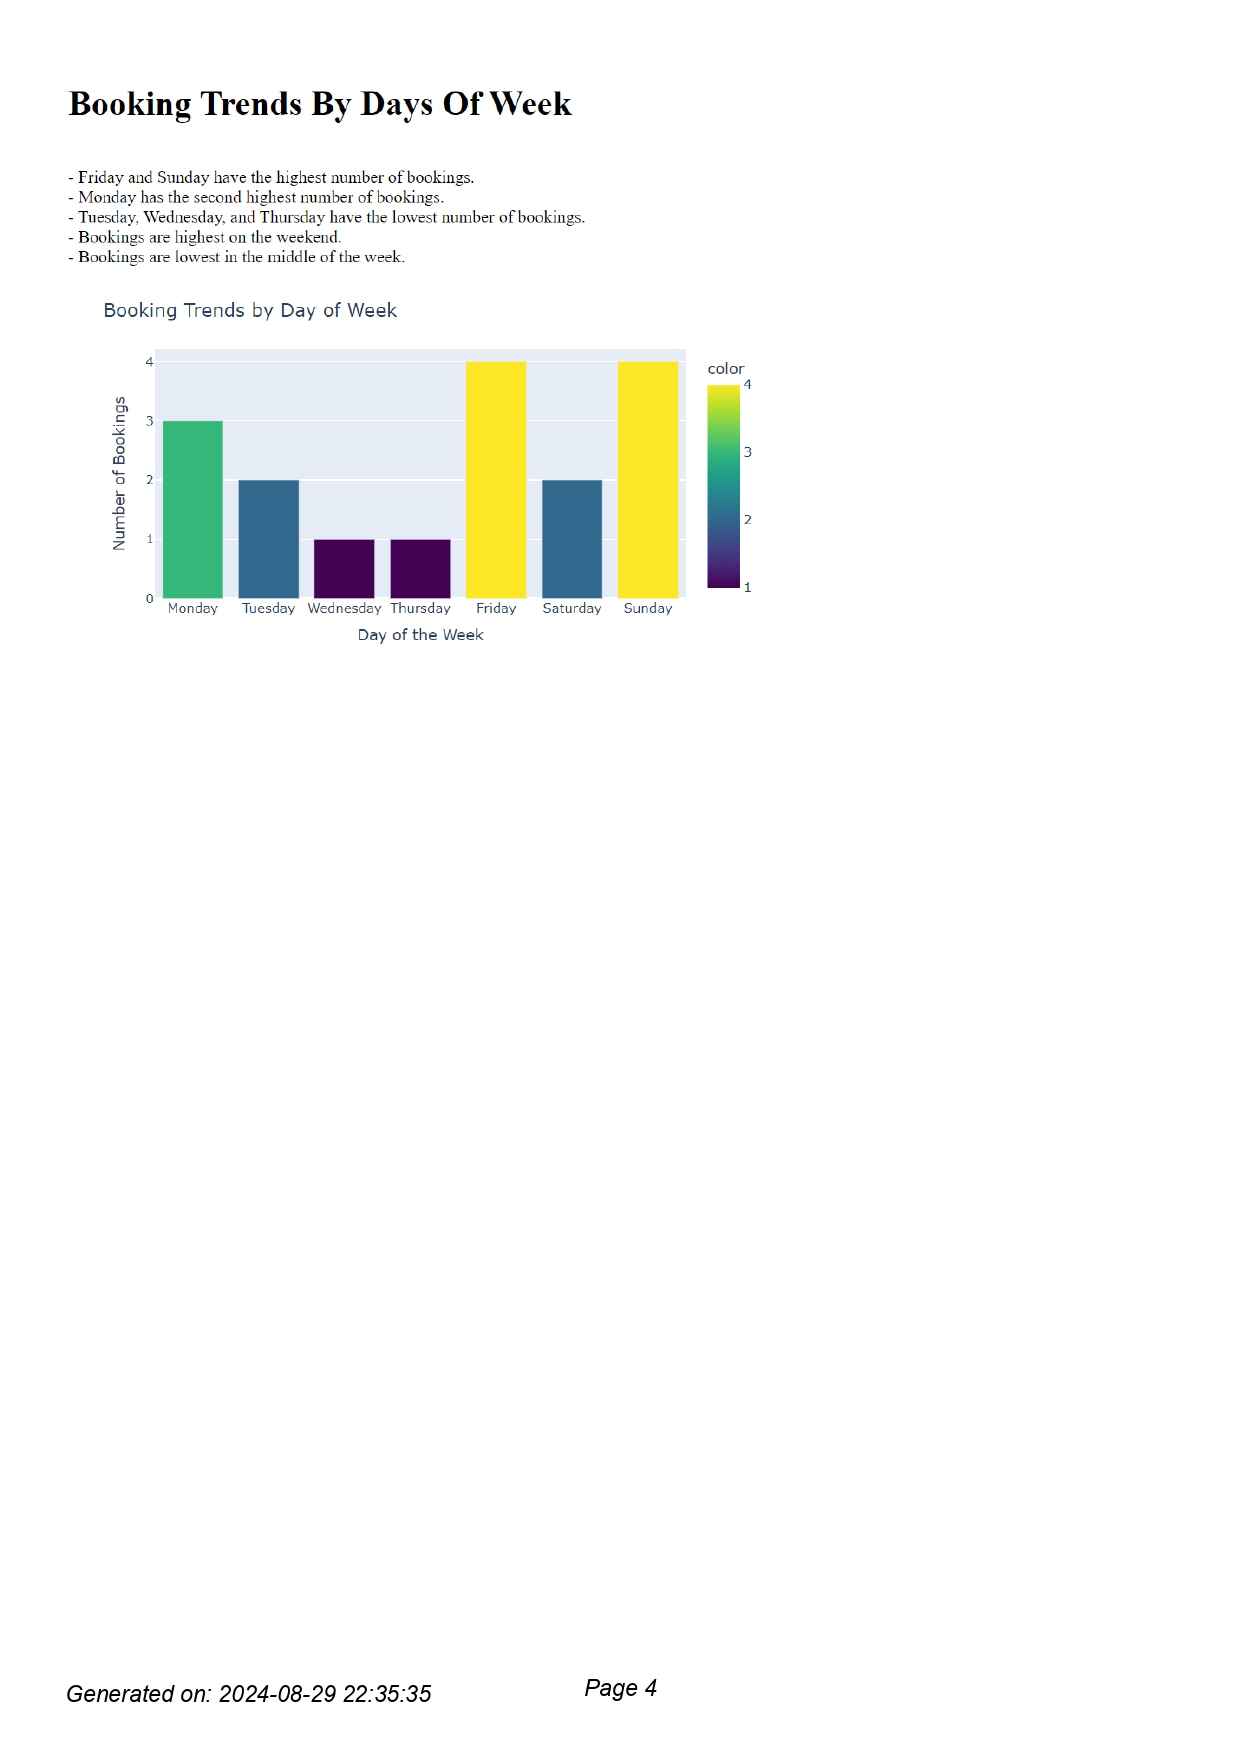 Booking Trends By Days Of Week
- Friday and Sunday have the highest number of bookings.
- Monday has the second highest number of bookings.
- Tuesday, Wednesday, and Thursday have the lowest number of bookings.
- Bookings are highest on the weekend.
- Bookings are lowest in the middle of the week.
Booking Trends by Day of Week
Number of Bookings
4
3
2
1
0
Monday Tuesday Wednesday Thursday Friday Saturday Sunday
Day of the Week
color
4
3
2
1
Generated on: 2024-08-29 22:35:35
Page 4